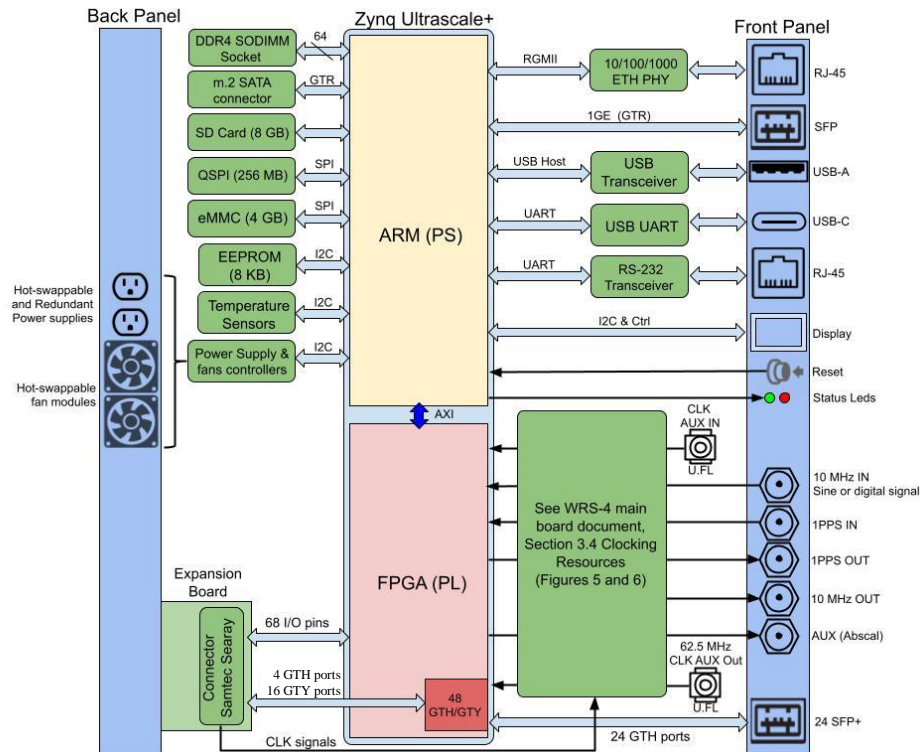 Back Panel
Zynq Ultrascale+
Front Panel
DDR4 SODIMM
Socket
64
m.2 SATA
connector
GTR
SD Card (8 GB)
QSPI (256 MB)
SPI
eMMC (4 GB)
SPI
EEPROM
(8 KB)
I2C
Temperature
Sensors
I2C
Power Supply &
fans controllers
I2C
Hot-swappable
and Redundant
Power supplies
Hot-swappable
fan modules
ARM (PS)
AXI
FPGA (PL)
48
GTH/GTY
RGMII
10/100/1000
ETH PHY
RJ-45
1GE (GTR)
SFP
USB Host
USB
Transceiver
USB-A
UART
USB UART
USB-C
UART
RS-232
Transceiver
RJ-45
I2C & Ctrl
Display
Reset
Status Leds
CLK
AUX IN
U.FL
See WRS-4 main
board document,
Section 3.4 Clocking
Resources
(Figures 5 and 6)
10 MHz IN
Sine or digital signal
1PPS IN
1PPS OUT
10 MHz OUT
AUX (Abscal)
62.5 MHz
CLK AUX Out
U.FL
24 SFP+
24 GTH ports
Expansion
Board
Connector
Samtec Searay
68 I/O pins
4 GTH ports
16 GTY ports
CLK signals